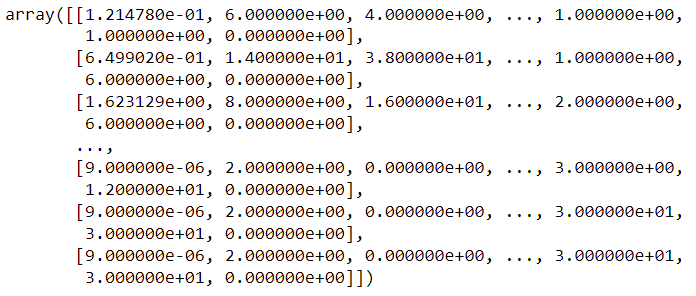 array([[1.214780e-01, 6.000000e+00, 4.000000e+00, ..., 1.000000e+00,
1.000000e+00, 0.000000e+00],
[6.499020e-01, 1.400000e+01, 3.800000e+01, ..., 1.000000e+00,
6.000000e+00, 0.000000e+00],
[1.623129e+00, 8.000000e+00, 1.600000e+01, ..., 2.000000e+00,
6.000000e+00, 0.000000e+00],
...,
[9.000000e-06, 2.000000e+00, 0.000000e+00, ..., 3.000000e+00,
1.200000e+01, 0.000000e+00],
[9.000000e-06, 2.000000e+00, 0.000000e+00, ..., 3.000000e+01,
3.000000e+01, 0.000000e+00],
[9.000000e-06, 2.000000e+00, 0.000000e+00, ..., 3.000000e+01,
3.000000e+01, 0.000000e+00]])